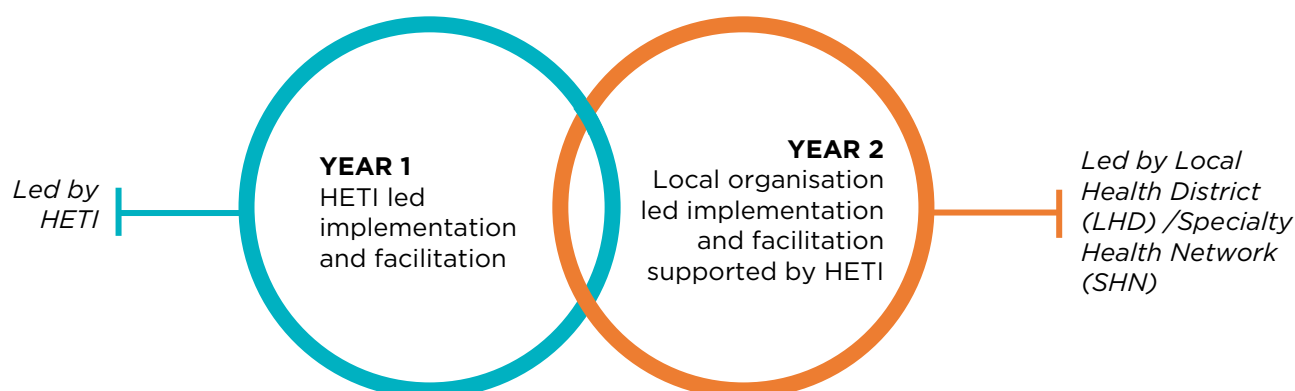 Led by
HETI
YEAR 1
HETI led
implementation
and facilitation
YEAR 2
Local organisation
led implementation
and facilitation
supported by HETI
Led by Local
Health District
(LHD) /Specialty
Health Network
(SHN)